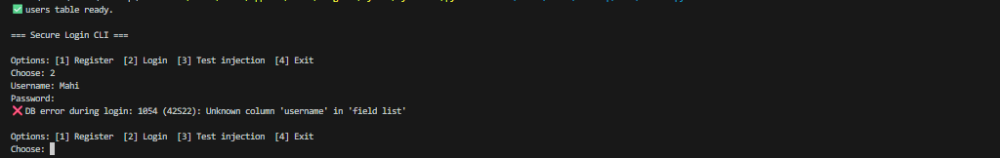 ✅ users table ready.
=== Secure Login CLI ===
Options: [1] Register [2] Login [3] Test injection [4] Exit
Choose: 2
Username: Mahi
Password:
❌ DB error during login: 1054 (42S22): Unknown column 'username' in 'field list'
Options: [1] Register [2] Login [3] Test injection [4] Exit
Choose: